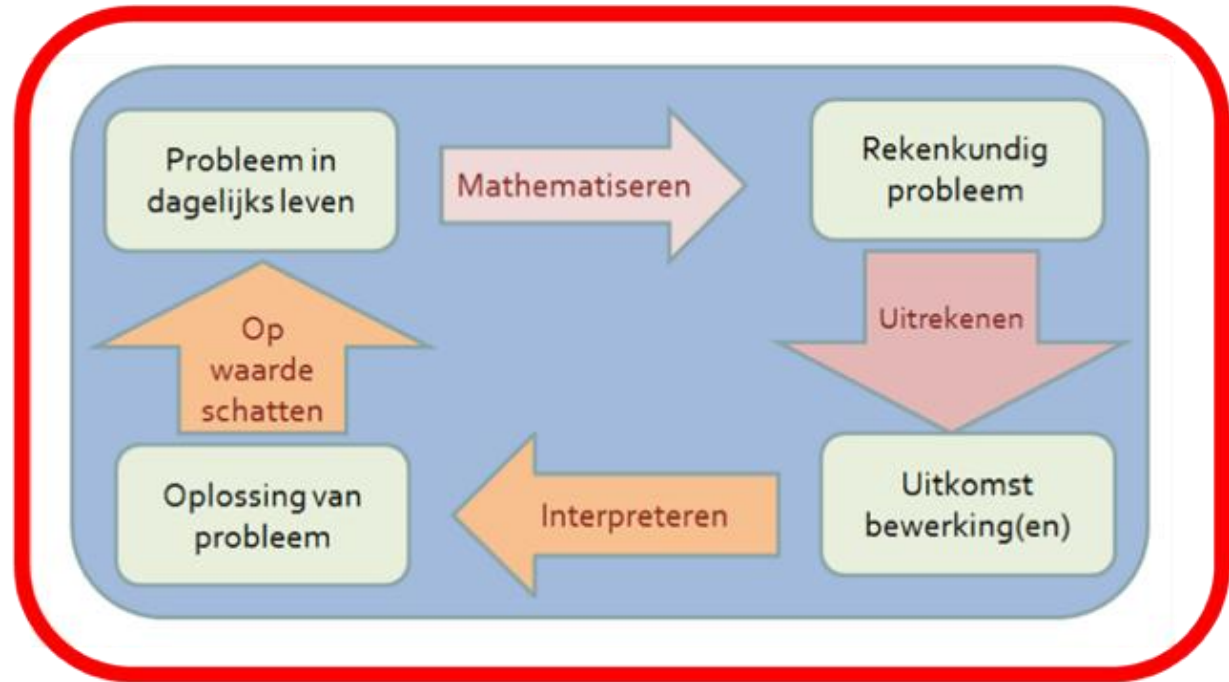 Probleem in
dagelijks leven
Mathematiseren
Rekenkundig
probleem
Uitrekenen
Uitkomst
bewerking(en)
Interpreteren
Oplossing van
probleem
Op
waarde
schatten